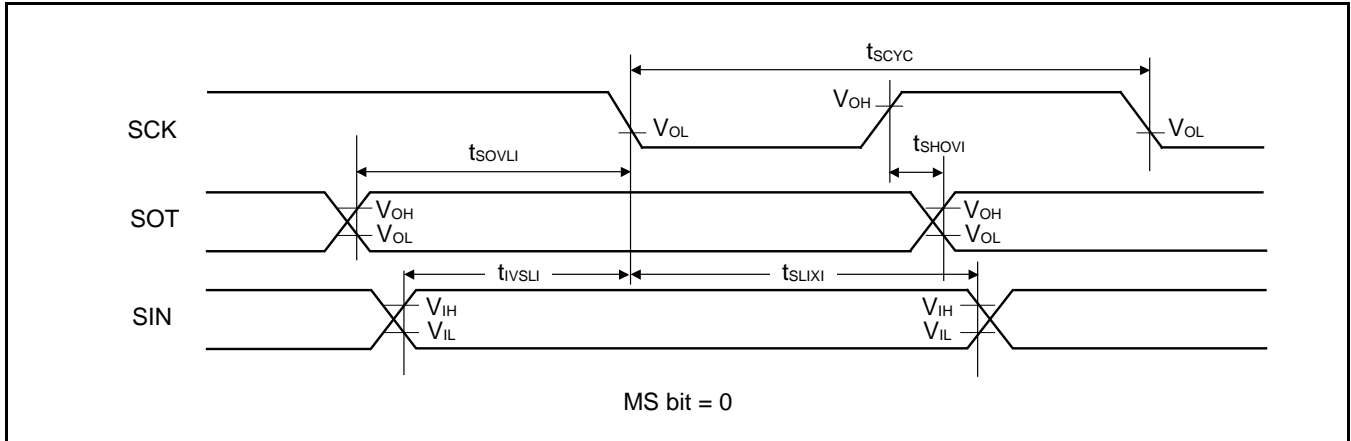 tSCYC
SCK
VOH
VOL
VOL
tSOVLI
tSHOVI
SOT
VOH
VOL
VOH
VOL
tIVSLI
tSLIXI
SIN
VIH
VIL
VIH
VIL
MS bit = 0